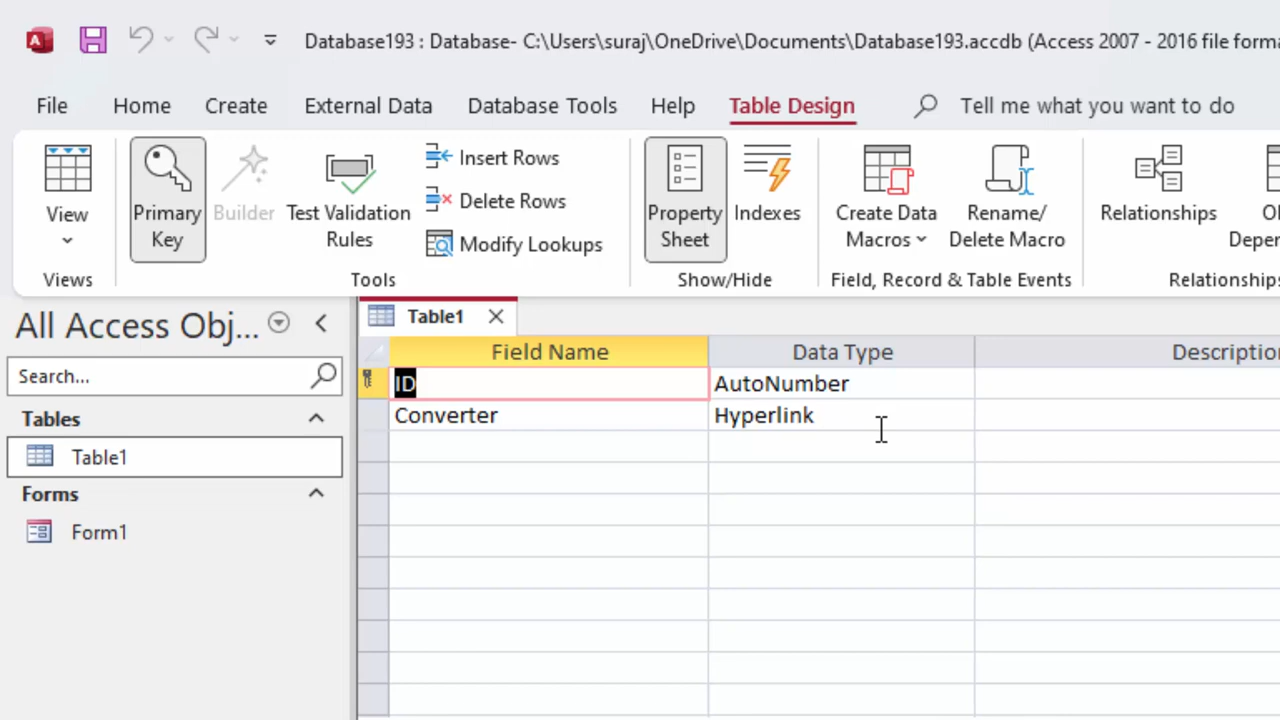 Database193 : Database- C:\Users\suraj\OneDrive\Documents\Database193.accdb (Access 2007 - 2016 file
File Home Create External Data Database Tools Help Table Design Tell me what you want to do
View
Primary Key
Builder
Test Validation Rules
Insert Rows
Delete Rows
Modify Lookups
Property Sheet
Indexes
Create Data Macros
Rename/ Delete Macro
Relationships
Views Tools Show/Hide Field, Record & Table Events Relationships
All Access Obj...
Search...
Tables
Table1
Forms
Form1
Table1
Field Name Data Type
ID AutoNumber
Converter Hyperlink